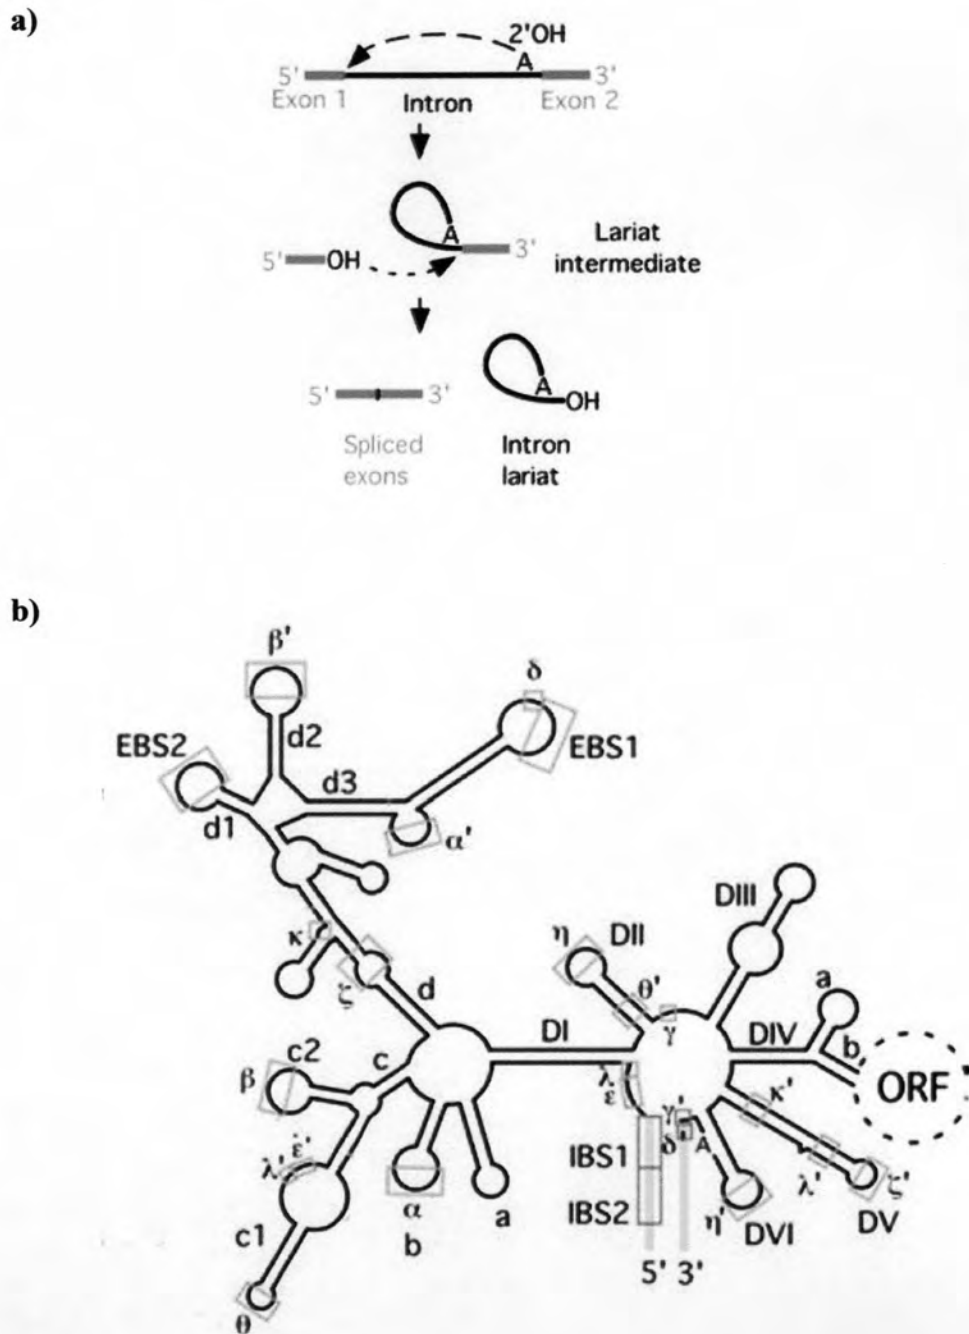 a)
2'OH
A
5' 3'
Exon 1 Intron Exon 2
A
5' OH 3'
Lariat
intermediate
A
5' 3' OH
Spliced
exons
Intron
lariat
b)
β'
δ
EBS2 d2 EBS1
d3
d1 α'
DIII
κ η DII
ζ d θ' a
γ
DI DIV b
c2 c
β λ κ' ORF
ε
γ'
λ' ε' IBS1 δ' A
λ' ζ'
α a IBS2 η' DVI DV
c1 b
5' 3'
θ